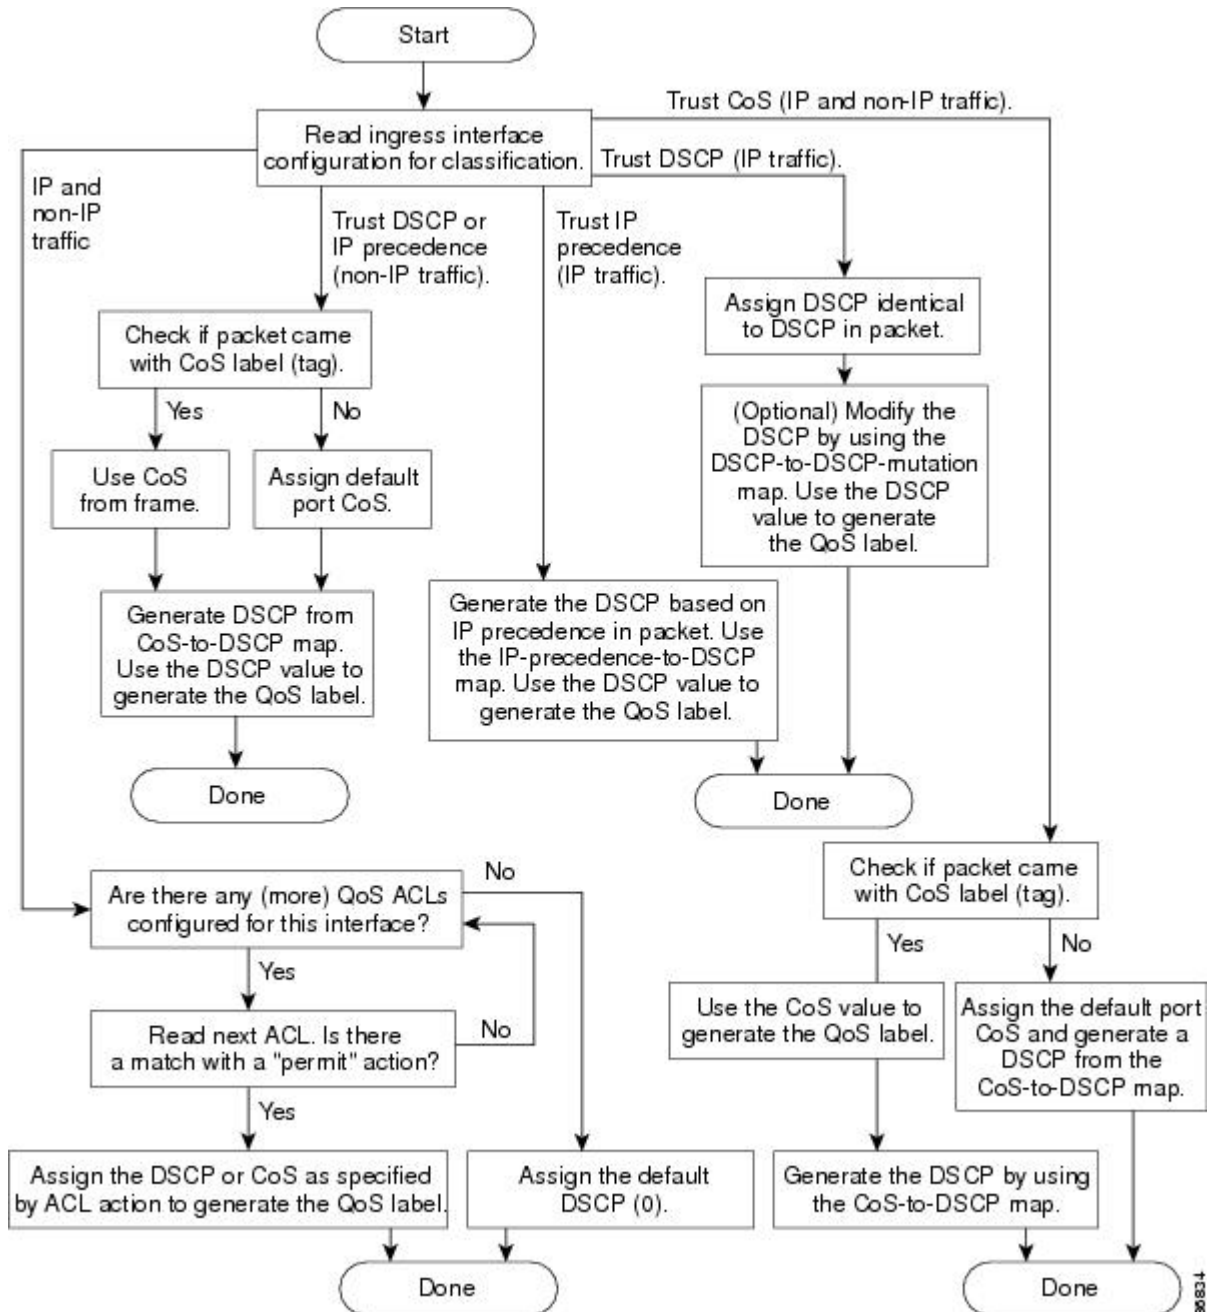 Start
Trust CoS (IP and non-IP traffic).
Read ingress interface
configuration for classification.
Trust DSCP (IP traffic).
IP and
non-IP
traffic
Trust DSCP or
IP precedence
(non-IP traffic).
Trust IP
precedence
(IP traffic).
Assign DSCP identical
to DSCP in packet.
Check if packet came
with CoS label (tag).
Yes
No
(Optional) Modify the
DSCP by using the
DSCP-to-DSCP-mutation
map. Use the DSCP
value to generate
the QoS label.
Use CoS
from frame.
Assign default
port CoS.
Generate DSCP from
CoS-to-DSCP map.
Use the DSCP value to
generate the QoS label.
Generate the DSCP based on
IP precedence in packet. Use
the IP-precedence-to-DSCP
map. Use the DSCP value to
generate the QoS label.
Done
Done
Are there any (more) QoS ACLs
configured for this interface?
No
Check if packet came
with CoS label (tag).
Yes
Yes
No
Read next ACL. Is there
a match with a "permit" action?
No
Use the CoS value to
generate the QoS label.
Assign the default port
CoS and generate a
DSCP from the
CoS-to-DSCP map.
Yes
Assign the DSCP or CoS as specified
by ACL action to generate the QoS label.
Assign the default
DSCP (0).
Generate the DSCP by using
the CoS-to-DSCP map.
Done
Done
86834